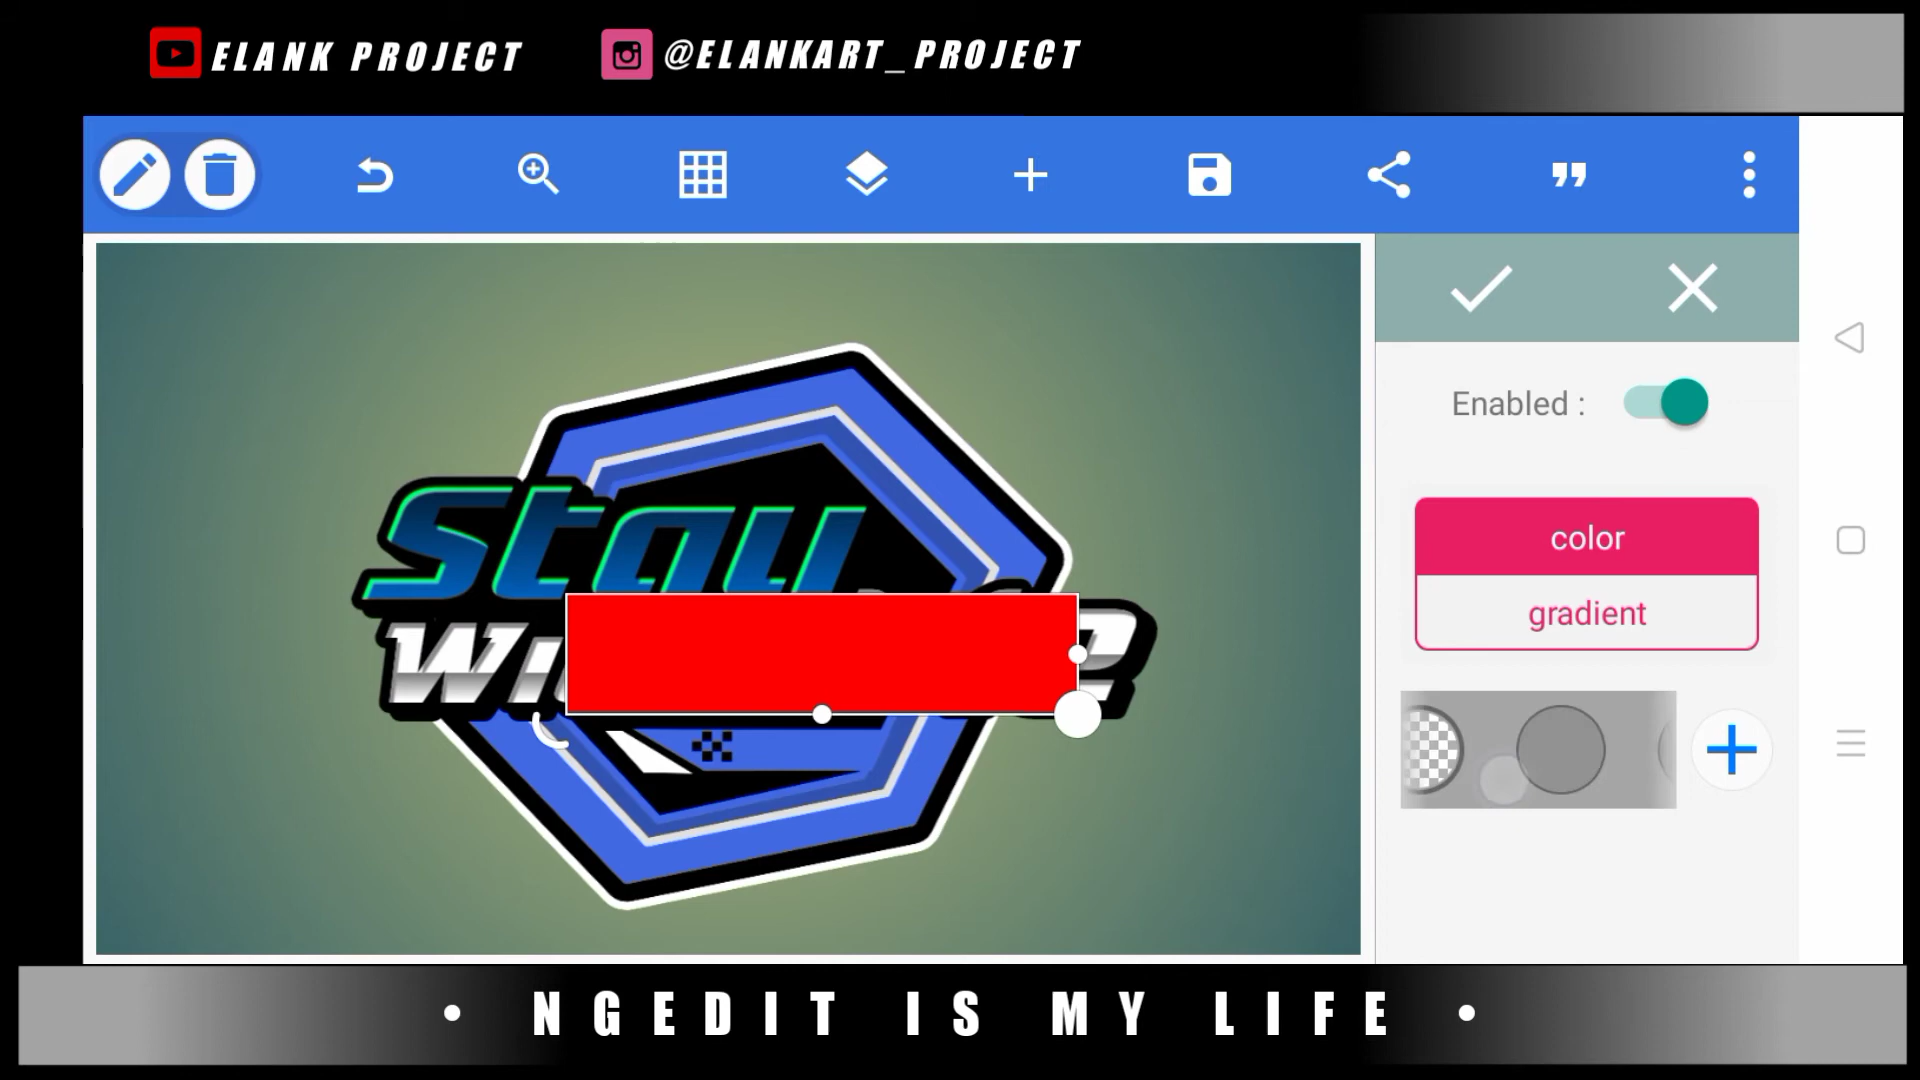 ELANK PROJECT
@ELANKART_PROJECT
Enabled :
color
gradient
Stay
• NGEDIT IS MY LIFE •